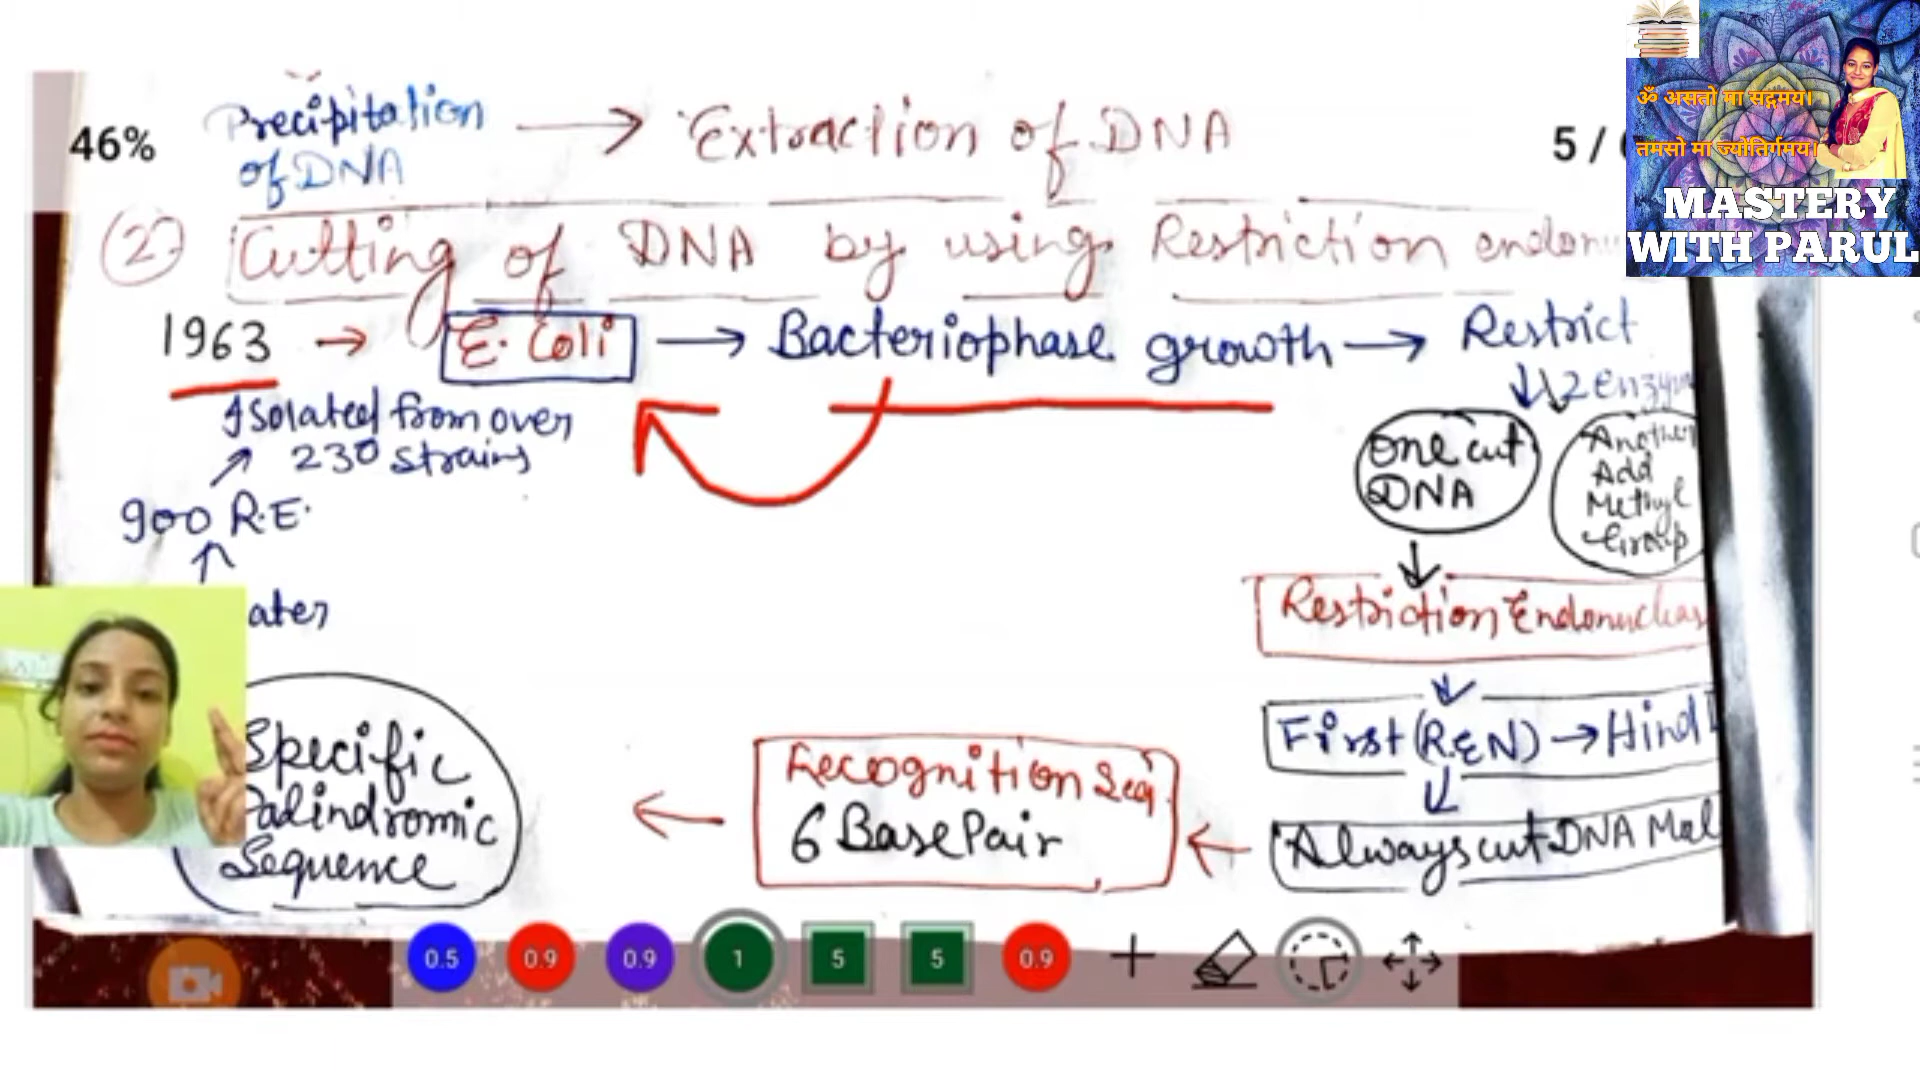 46%
Precipitation
of DNA
→ Extraction of DNA
5 /
ॐ असतो मा सद्गमय।
तमसो मा ज्योतिर्गमय।
MASTERY
WITH PARUL
(2) Cutting of DNA by using Restriction endonu
1963 → E. Coli → Bacteriophase growth → Restrict
2 enzym
Isolated from over
230 strains
900 R.E.
ater
One cut
DNA
Another
Add
Methyl
Group
Restriction Endonucleas
First (R.E.N) → Hind
Always cut DNA Mol
Recognition Seq.
6 Base Pair
Specific
Palindromic
Sequence
0.5 0.9 0.9 1 5 5 0.9